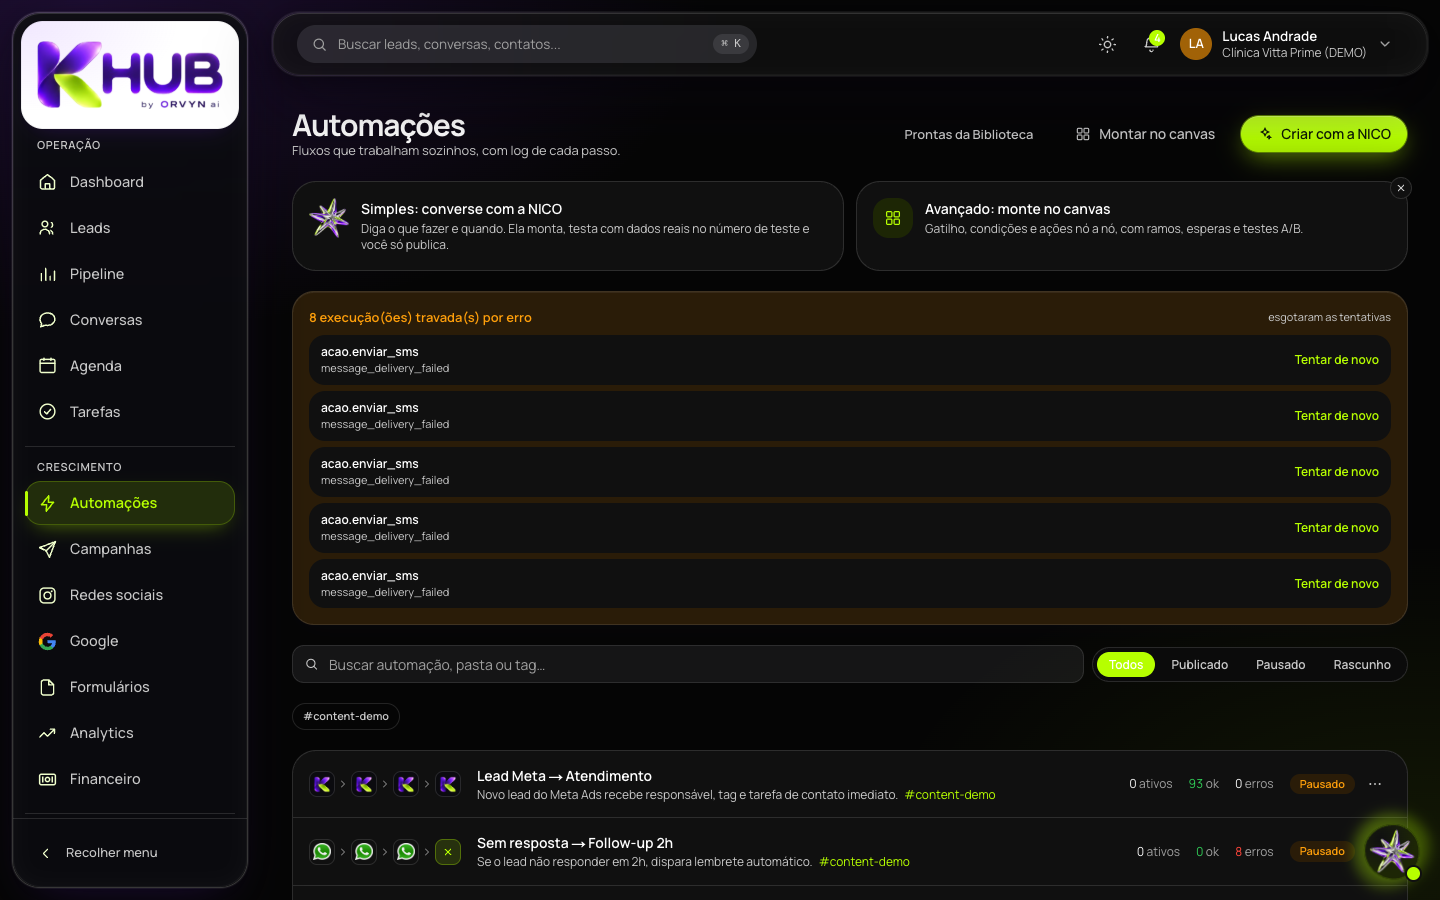 KHUB
by ORVYN ai
OPERAÇÃO
Dashboard
Leads
Pipeline
Conversas
Agenda
Tarefas
CRESCIMENTO
Automações
Campanhas
Redes sociais
Google
Formulários
Analytics
Financeiro
Recolher menu
Buscar leads, conversas, contatos...
⌘ K
4
LA
Lucas Andrade
Clínica Vitta Prime (DEMO)
Automações
Fluxos que trabalham sozinhos, com log de cada passo.
Prontas da Biblioteca
Montar no canvas
Criar com a NICO
Simples: converse com a NICO
Diga o que fazer e quando. Ela monta, testa com dados reais no número de teste e
você só publica.
Avançado: monte no canvas
Gatilho, condições e ações nó a nó, com ramos, esperas e testes A/B.
8 execução(ões) travada(s) por erro
esgotaram as tentativas
acao.enviar_sms
message_delivery_failed
Tentar de novo
acao.enviar_sms
message_delivery_failed
Tentar de novo
acao.enviar_sms
message_delivery_failed
Tentar de novo
acao.enviar_sms
message_delivery_failed
Tentar de novo
acao.enviar_sms
message_delivery_failed
Tentar de novo
Buscar automação, pasta ou tag...
Todos
Publicado
Pausado
Rascunho
#content-demo
Lead Meta → Atendimento
Novo lead do Meta Ads recebe responsável, tag e tarefa de contato imediato. #content-demo
0 ativos
93 ok
0 erros
Pausado
Sem resposta → Follow-up 2h
Se o lead não responder em 2h, dispara lembrete automático. #content-demo
0 ativos
0 ok
8 erros
Pausado